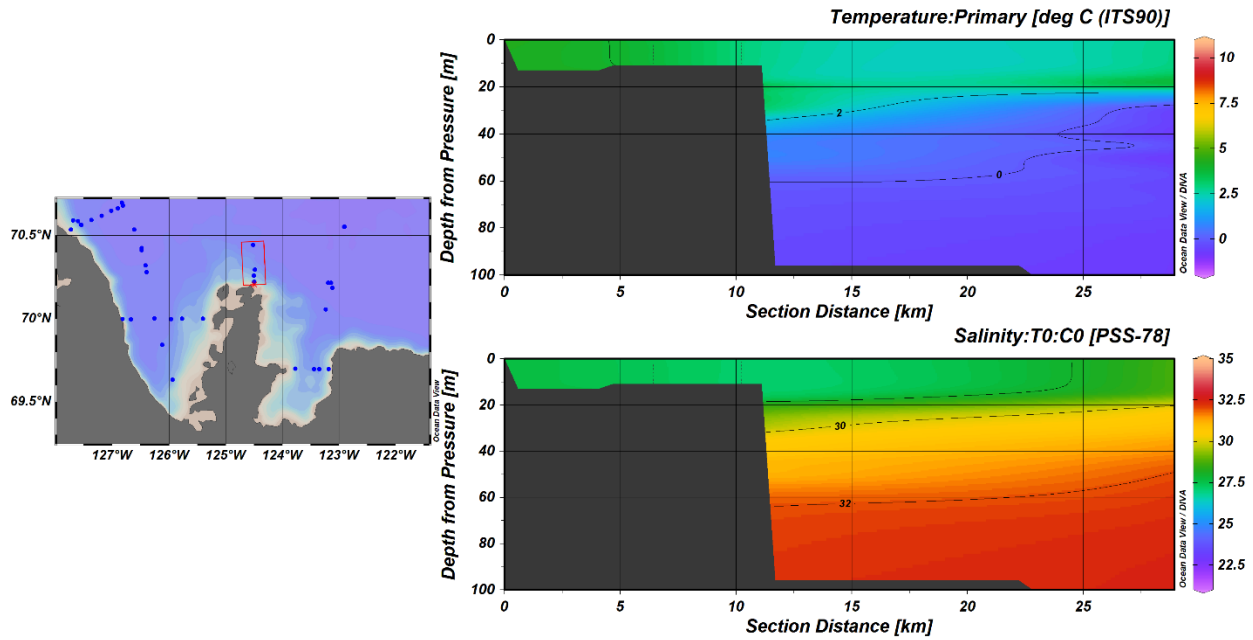 Temperature:Primary [deg C (ITS90)]
Depth from Pressure [m]
0
20
40
60
80
100
2
0
0
5
10
15
20
25
Section Distance [km]
10
7.5
5
2.5
0
Ocean Data View / DIVA
70.5°N
70°N
69.5°N
127°W
126°W
125°W
124°W
123°W
122°W
Ocean Data View
Salinity:T0:C0 [PSS-78]
Depth from Pressure [m]
0
20
40
60
80
100
30
32
0
5
10
15
20
25
Section Distance [km]
35
32.5
30
27.5
25
22.5
Ocean Data View / DIVA